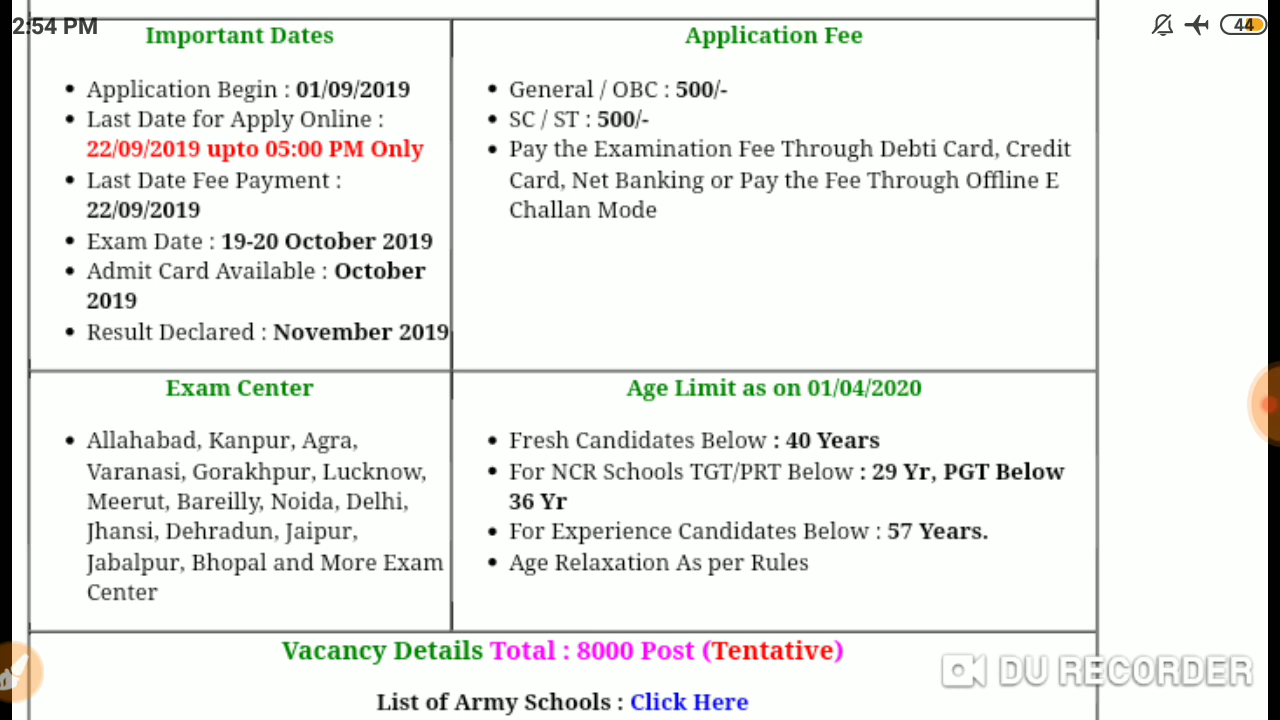 2:54 PM
44
Important Dates
Application Begin : 01/09/2019
Last Date for Apply Online :
22/09/2019 upto 05:00 PM Only
Last Date Fee Payment :
22/09/2019
Exam Date : 19-20 October 2019
Admit Card Available : October
2019
Result Declared : November 2019
Application Fee
General / OBC : 500/-
SC / ST : 500/-
Pay the Examination Fee Through Debti Card, Credit
Card, Net Banking or Pay the Fee Through Offline E
Challan Mode
Exam Center
Allahabad, Kanpur, Agra,
Varanasi, Gorakhpur, Lucknow,
Meerut, Bareilly, Noida, Delhi,
Jhansi, Dehradun, Jaipur,
Jabalpur, Bhopal and More Exam
Center
Age Limit as on 01/04/2020
Fresh Candidates Below : 40 Years
For NCR Schools TGT/PRT Below : 29 Yr, PGT Below
36 Yr
For Experience Candidates Below : 57 Years.
Age Relaxation As per Rules
Vacancy Details Total : 8000 Post (Tentative)
List of Army Schools : Click Here
DU RECORDER